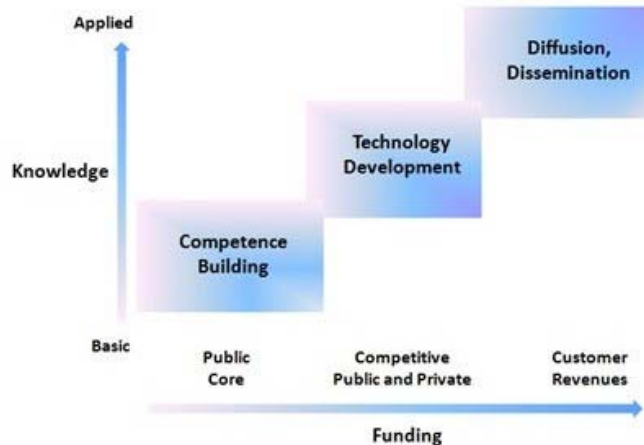 Applied
Diffusion,
Dissemination
Technology
Development
Knowledge
Competence
Building
Basic
Public
Core
Competitive
Public and Private
Customer
Revenues
Funding